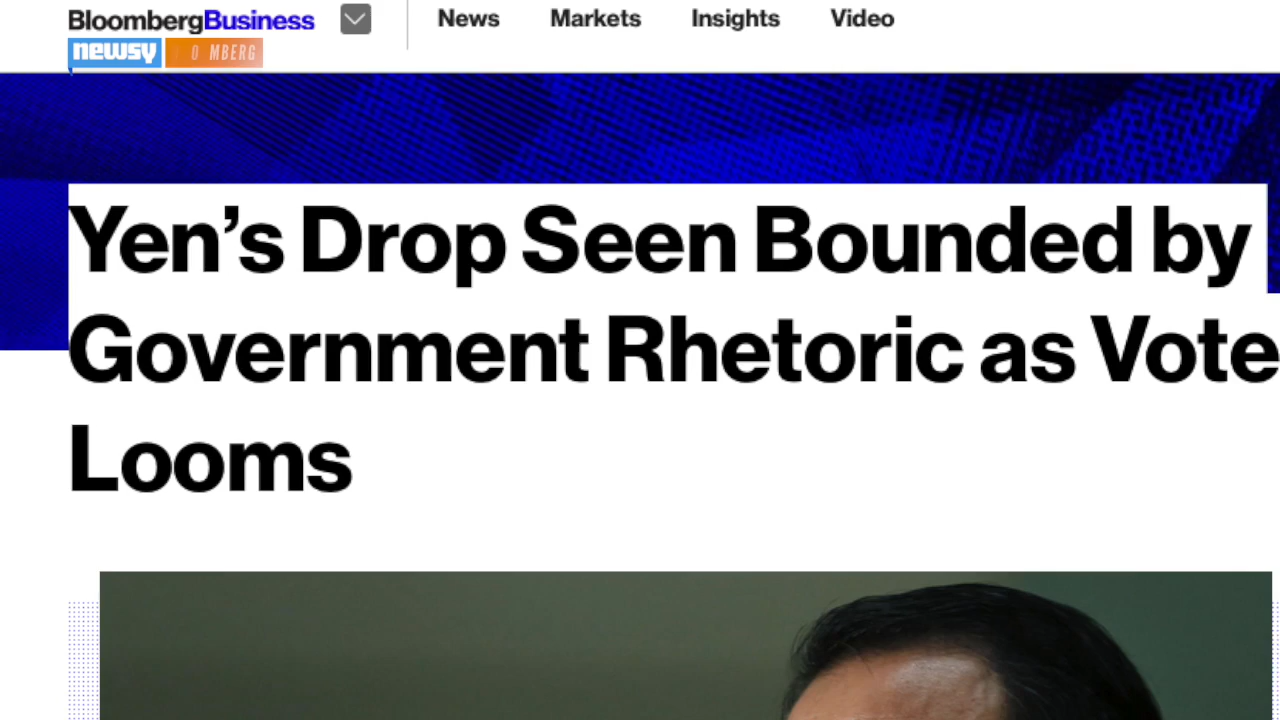 BloombergBusiness News Markets Insights Video
newsy
Yen’s Drop Seen Bounded by
Government Rhetoric as Vote
Looms